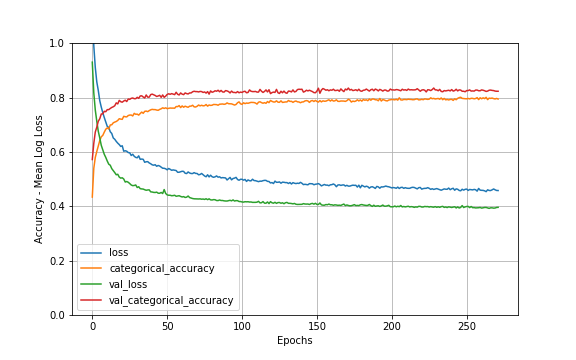 1.0
0.8
0.6
0.4
0.2
0.0
Accuracy - Mean Log Loss
loss
categorical_accuracy
val_loss
val_categorical_accuracy
0 50 100 150 200 250
Epochs